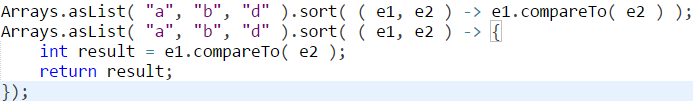 Arrays.asList( "a", "b", "d" ).sort( ( e1, e2 ) -> e1.compareTo( e2 ) );
Arrays.asList( "a", "b", "d" ).sort( ( e1, e2 ) -> {
    int result = e1.compareTo( e2 );
    return result;
});